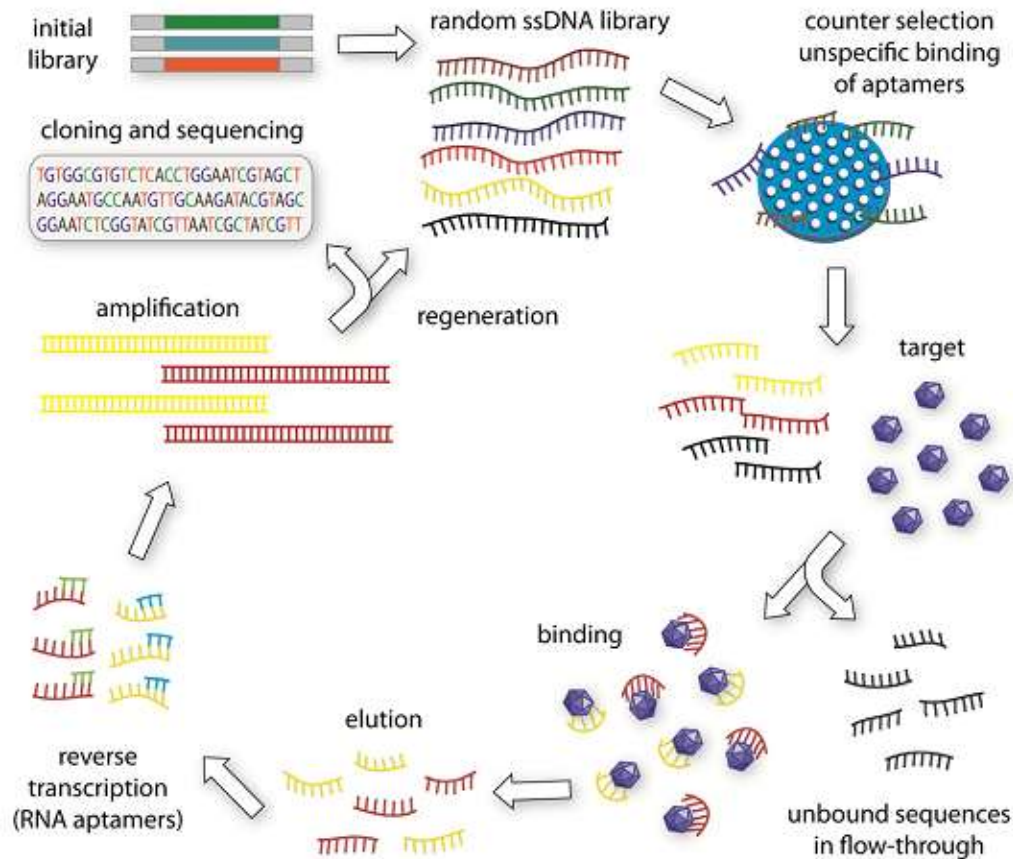 initial
library
random ssDNA library
counter selection
unspecific binding
of aptamers
cloning and sequencing
TGTGGCGTGTCTCACCTGGAATCGTAGCT
AGGAATGCCAATGTTGCAAGATACGTAGC
GGAATCTCGGTATCGTTAATCGCTATCGTT
amplification
regeneration
target
binding
elution
reverse
transcription
(RNA aptamers)
unbound sequences
in flow-through